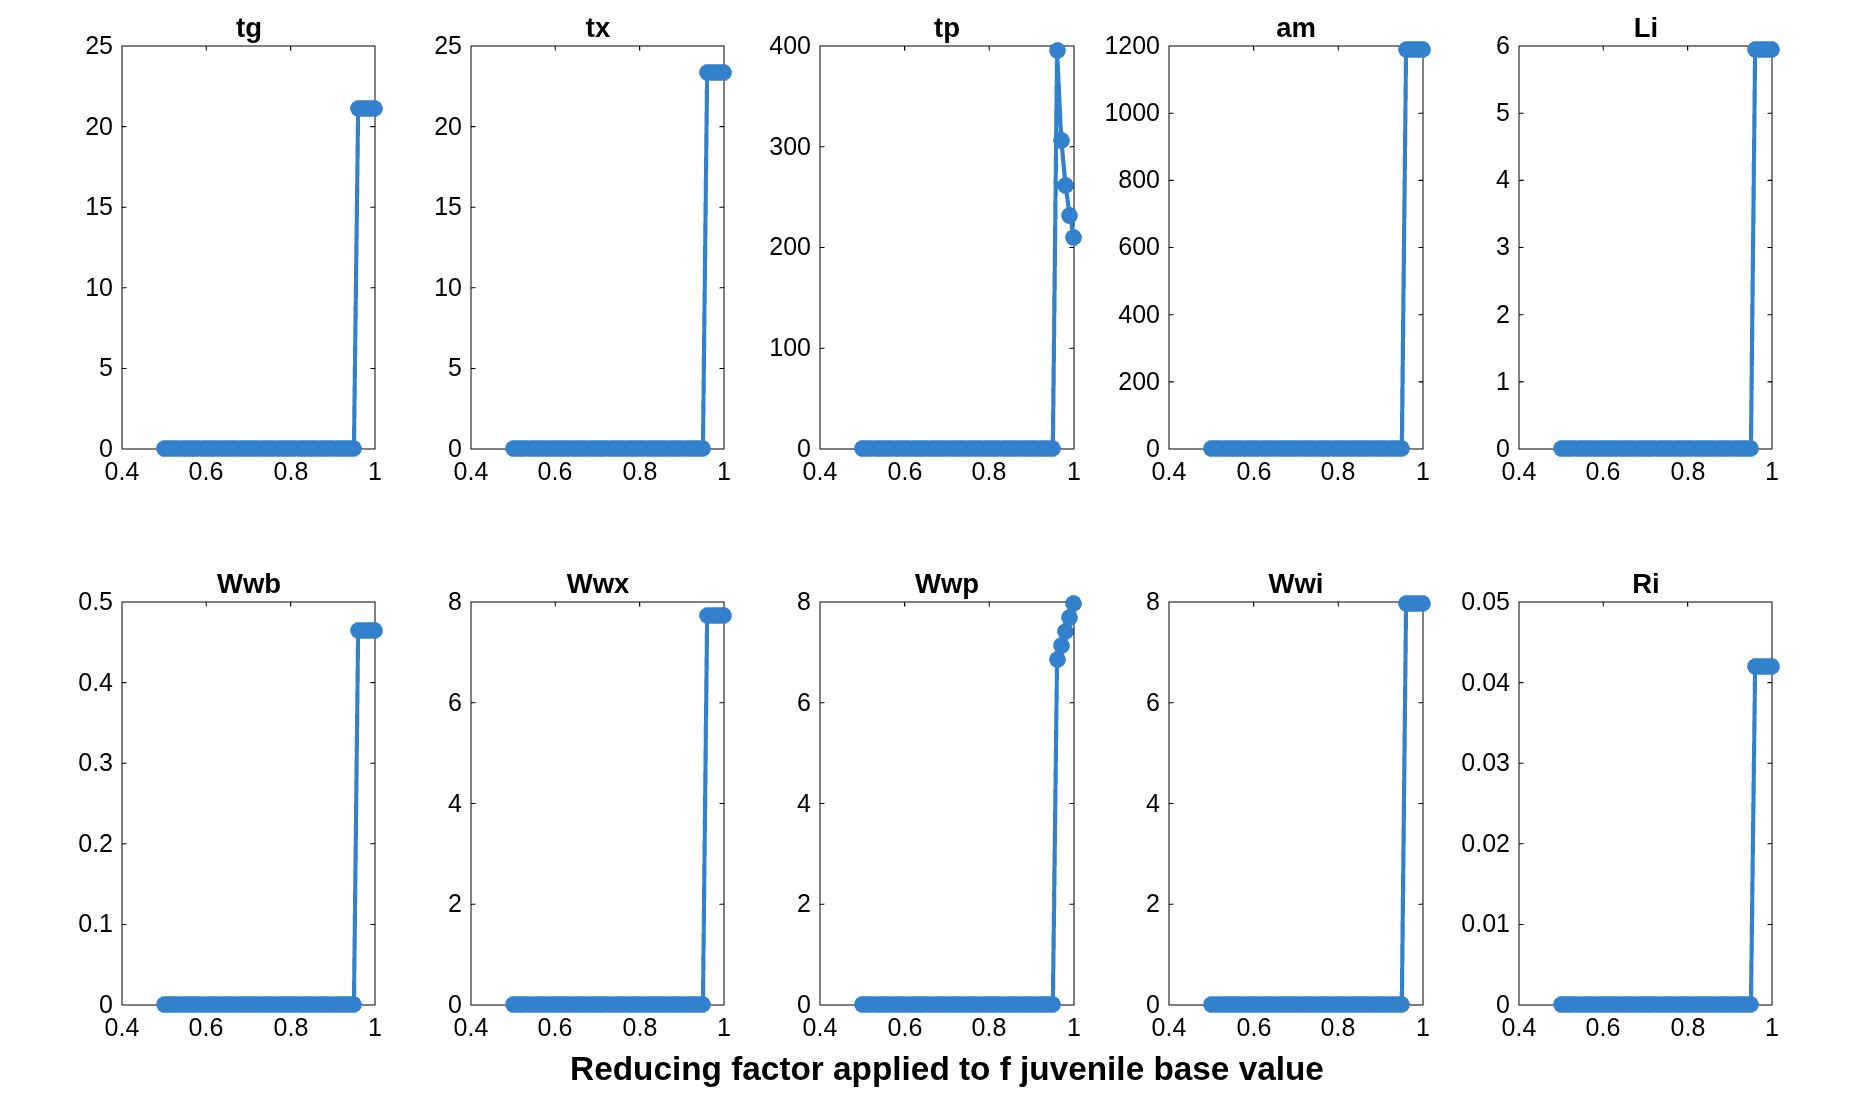 tg tx tp am Li
25 25 400 1200 6
20 20 300 1000 5
15 15 200 800 4
10 10 100 600 3
5 5 0 400 2
0 0 200 1
0 0
0.4 0.6 0.8 1 0.4 0.6 0.8 1 0.4 0.6 0.8 1 0.4 0.6 0.8 1 0.4 0.6 0.8 1
Wwb Wwx Wwp Wwi Ri
0.5 8 8 8 0.05
0.4 6 6 6 0.04
0.3 4 4 4 0.03
0.2 2 2 2 0.02
0.1 0 0 0 0.01
0 0
0.4 0.6 0.8 1 0.4 0.6 0.8 1 0.4 0.6 0.8 1 0.4 0.6 0.8 1 0.4 0.6 0.8 1
Reducing factor applied to f juvenile base value